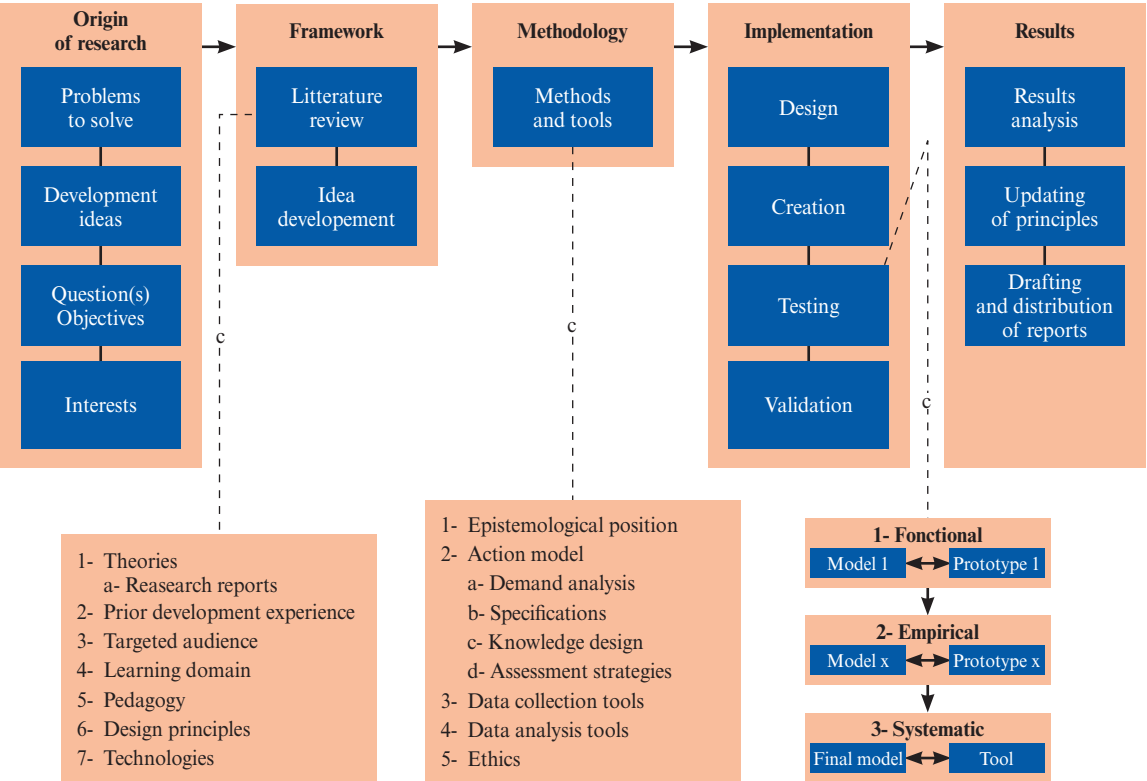 Origin
of research
Problems
to solve
Development
ideas
Question(s)
Objectives
Interests
Framework
Litterature
review
Idea
developement
Methodology
Methods
and tools
Implementation
Design
Creation
Testing
Validation
Results
Results
analysis
Updating
of principles
Drafting
and distribution
of reports
c
c
c
1- Theories
a- Reasearch reports
2- Prior development experience
3- Targeted audience
4- Learning domain
5- Pedagogy
6- Design principles
7- Technologies
1- Epistemological position
2- Action model
a- Demand analysis
b- Specifications
c- Knowledge design
d- Assessment strategies
3- Data collection tools
4- Data analysis tools
5- Ethics
1- Fonctional
Model 1
Prototype 1
2- Empirical
Model x
Prototype x
3- Systematic
Final model
Tool